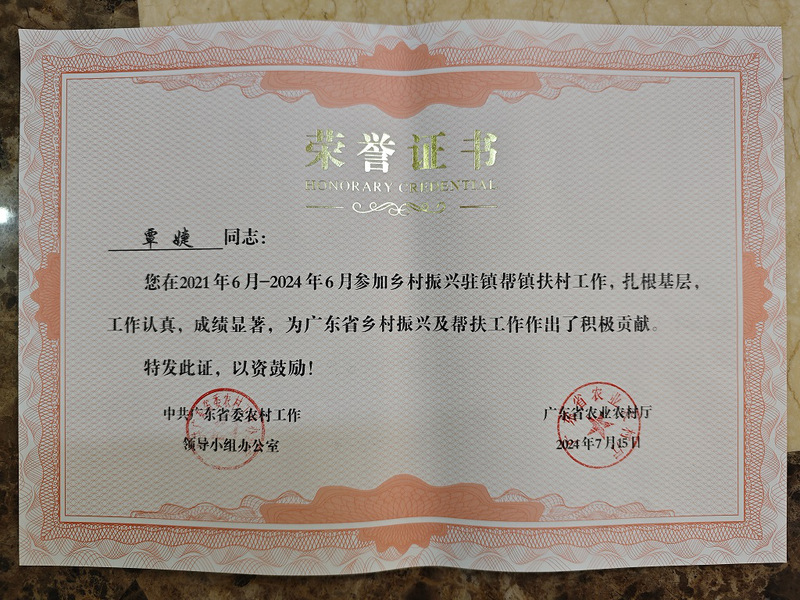 荣誉证书
HONORARY CREDENTIAL
覃婕 同志：
您在2021年6月-2024年6月参加乡村振兴驻镇帮镇扶村工作，扎根基层，
工作认真，成绩显著，为广东省乡村振兴及帮扶工作作出了积极贡献。
特发此证，以资鼓励！
中共广东省委农村工作
领导小组办公室
广东省农业农村厅
2024年7月15日